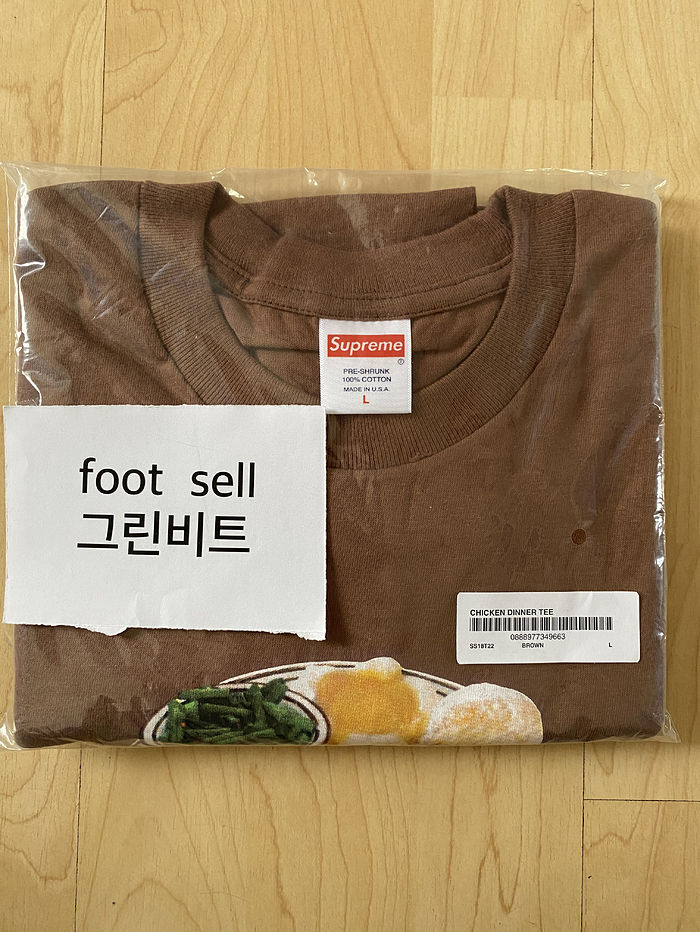 Supreme
®
PRE-SHRUNK
100% COTTON
MADE IN U.S.A.
L
foot sell
그린비트
CHICKEN DINNER TEE
0888977349663
SS18T22 BROWN L